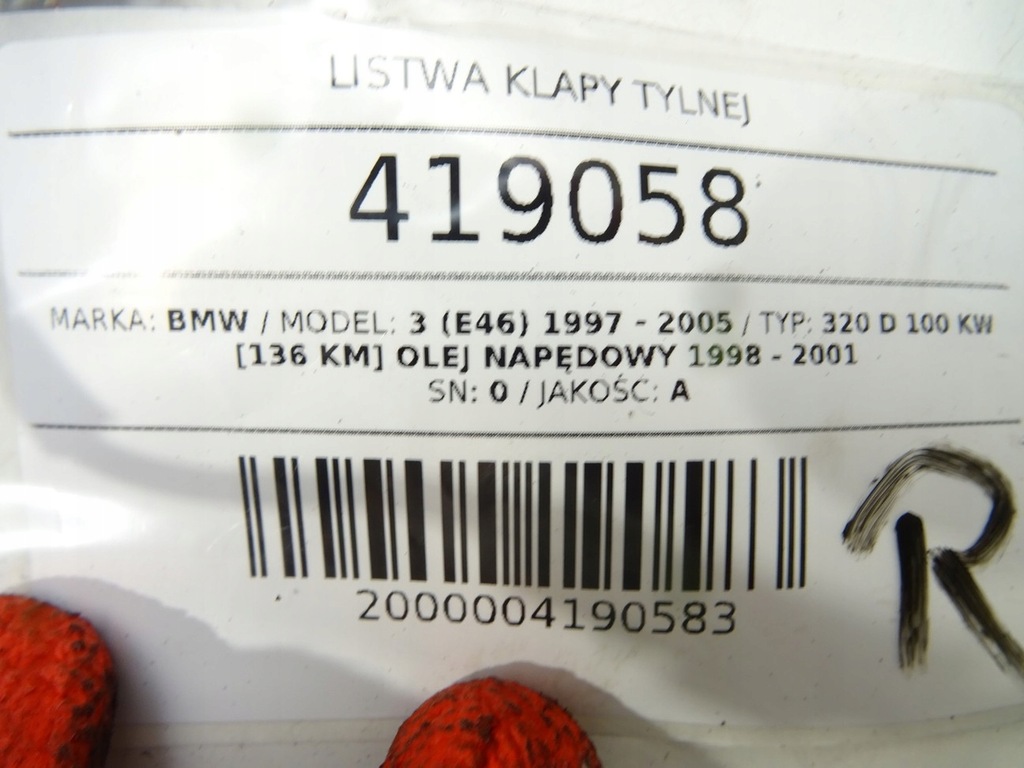 LISTWA KLAPY TYLNEJ
419058
MARKA: BMW / MODEL: 3 (E46) 1997 - 2005 / TYP: 320 D 100 KW
[136 KM] OLEJ NAPĘDOWY 1998 - 2001
SN: 0 / JAKOŚĆ: A
2000004190583
R